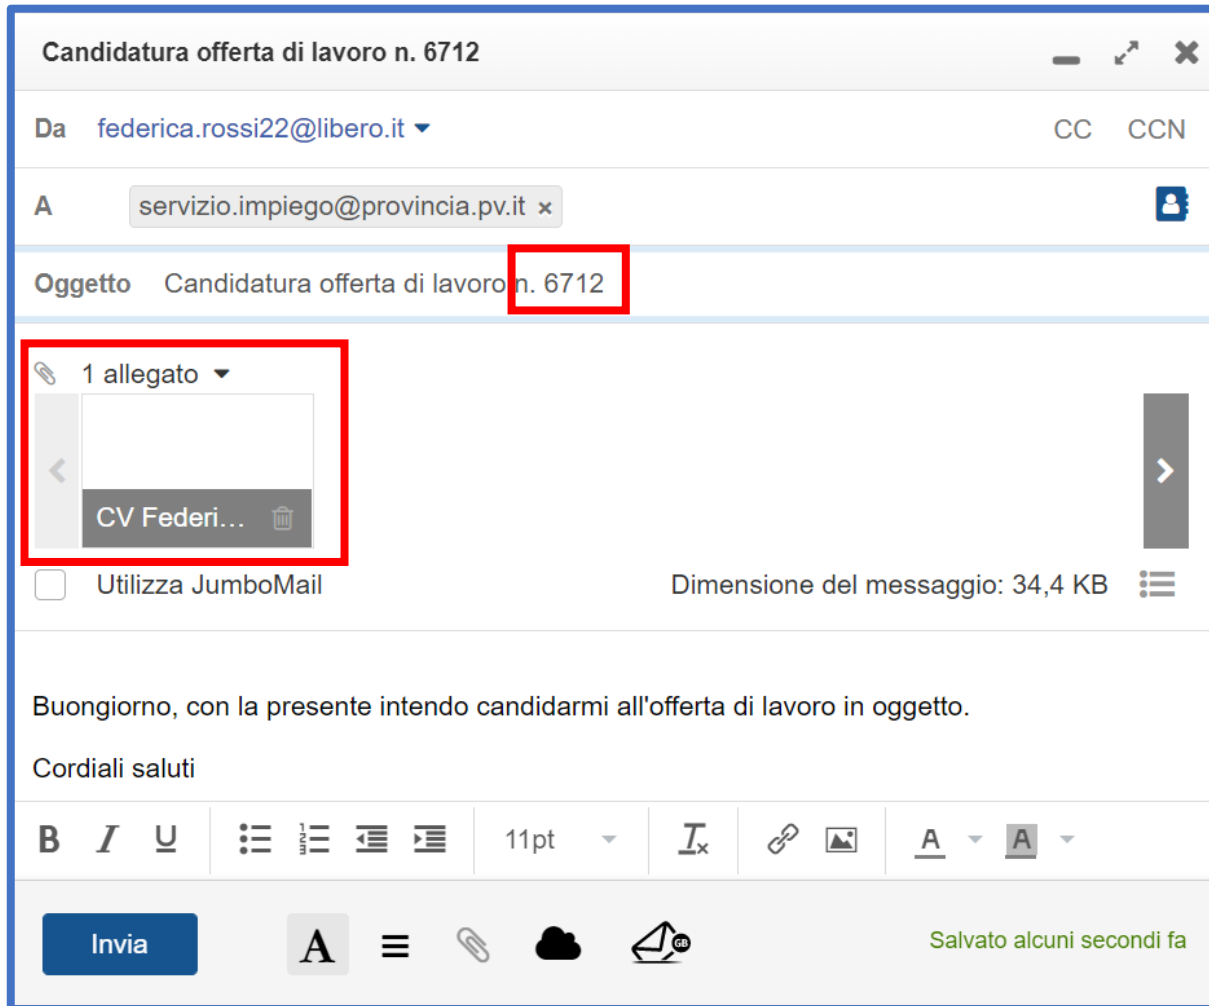 Candidatura offerta di lavoro n. 6712
Da federica.rossi22@libero.it CC CCN
A servizio.impiego@provincia.pv.it ×
Oggetto Candidatura offerta di lavoro n. 6712
1 allegato
CV Federi...
Utilizza JumboMail Dimensione del messaggio: 34,4 KB
Buongiorno, con la presente intendo candidarmi all'offerta di lavoro in oggetto.
Cordiali saluti
B I U 11pt Tx A A
Invia A GB Salvato alcuni secondi fa